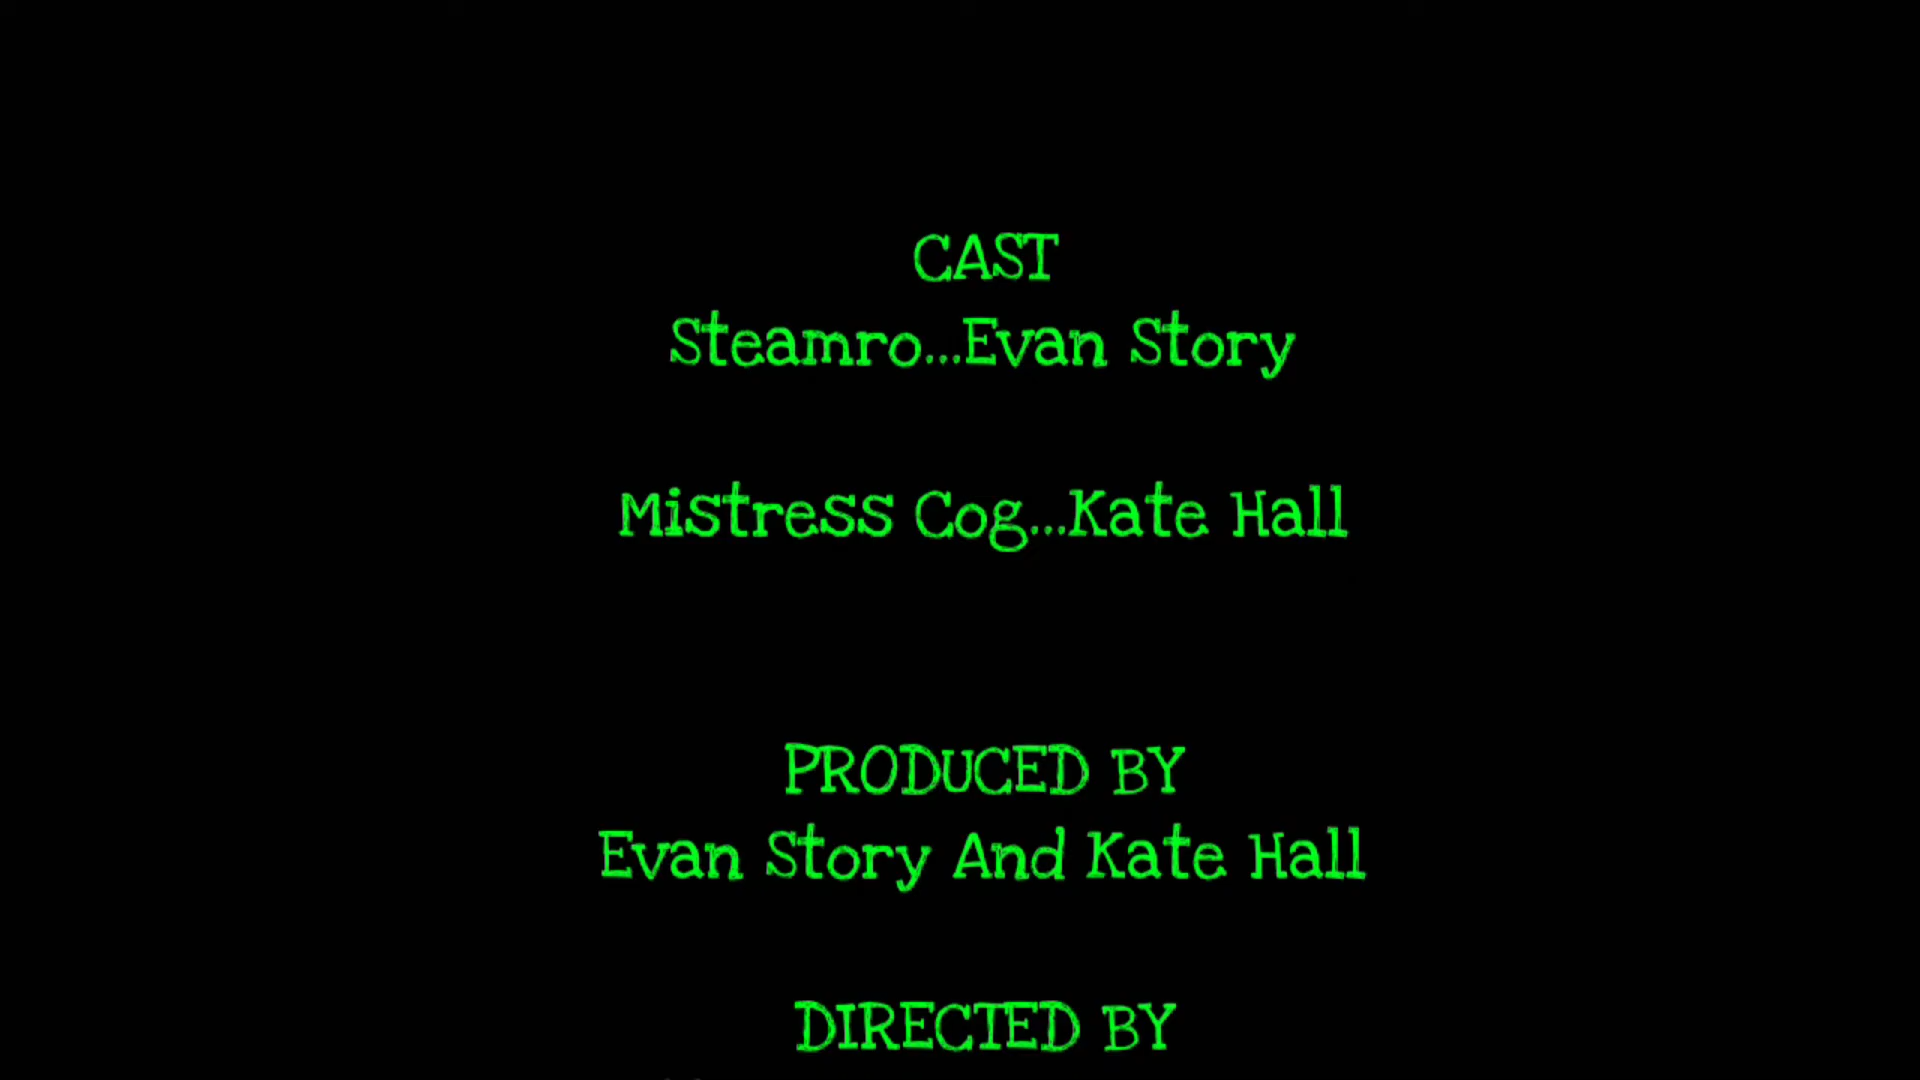 CAST
Steamro...Evan Story
Mistress Cog...Kate Hall
PRODUCED BY
Evan Story And Kate Hall
DIRECTED BY